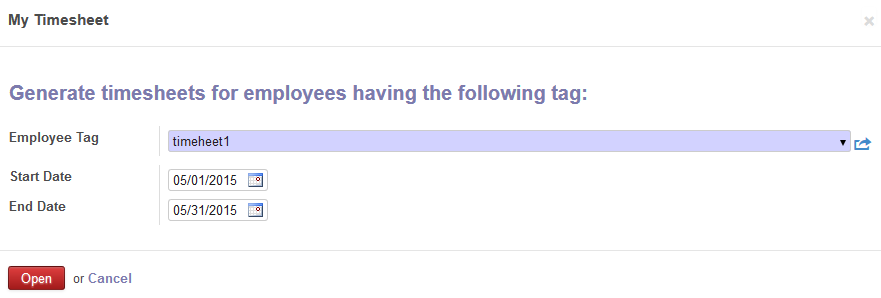 My Timesheet
Generate timesheets for employees having the following tag:
Employee Tag timeheet1
Start Date 05/01/2015
End Date 05/31/2015
Open or Cancel